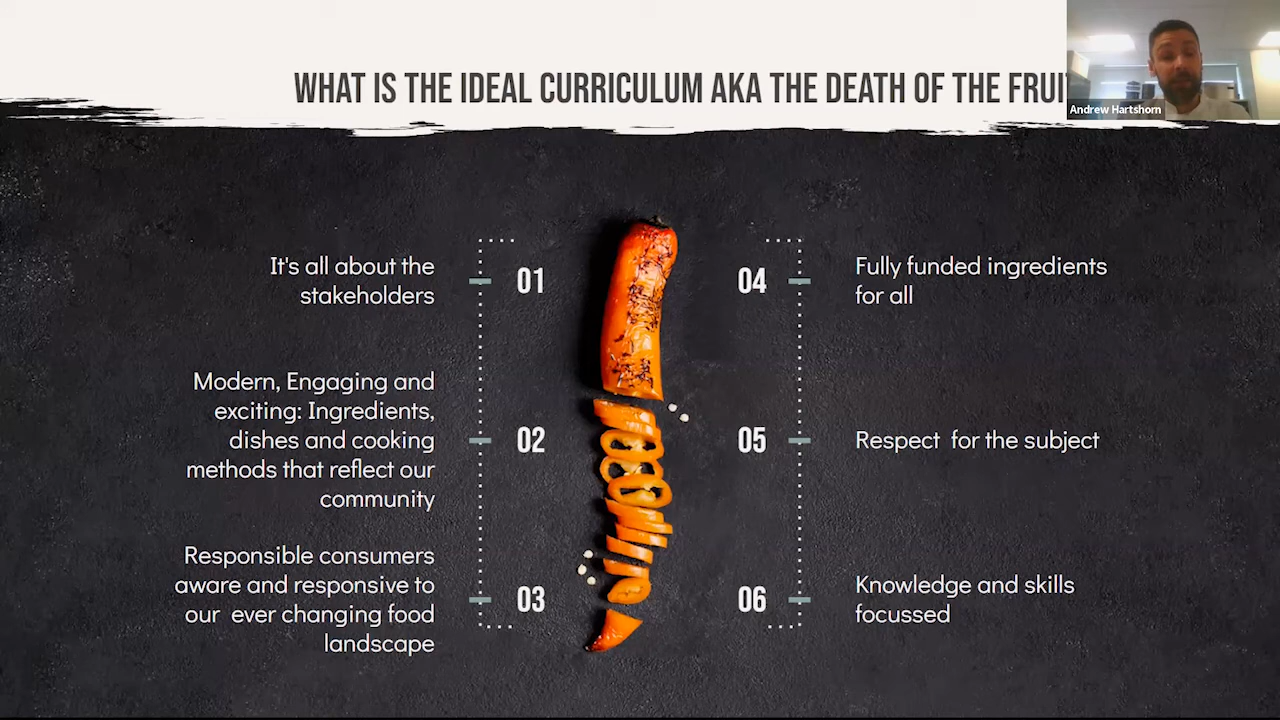 WHAT IS THE IDEAL CURRICULUM AKA THE DEATH OF THE
Andrew Hartshorn
It's all about the
stakeholders
01
Modern, Engaging and
exciting: Ingredients,
dishes and cooking
methods that reflect our
community
02
Responsible consumers
aware and responsive to
our ever changing food
landscape
03
04
Fully funded ingredients
for all
05
Respect for the subject
06
Knowledge and skills
focussed